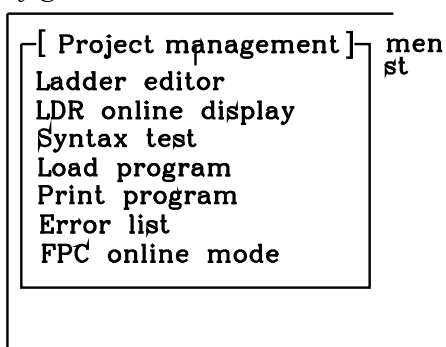 [ Project management ] men
st
Ladder editor
LDR online display
Syntax test
Load program
Print program
Error list
FPC online mode